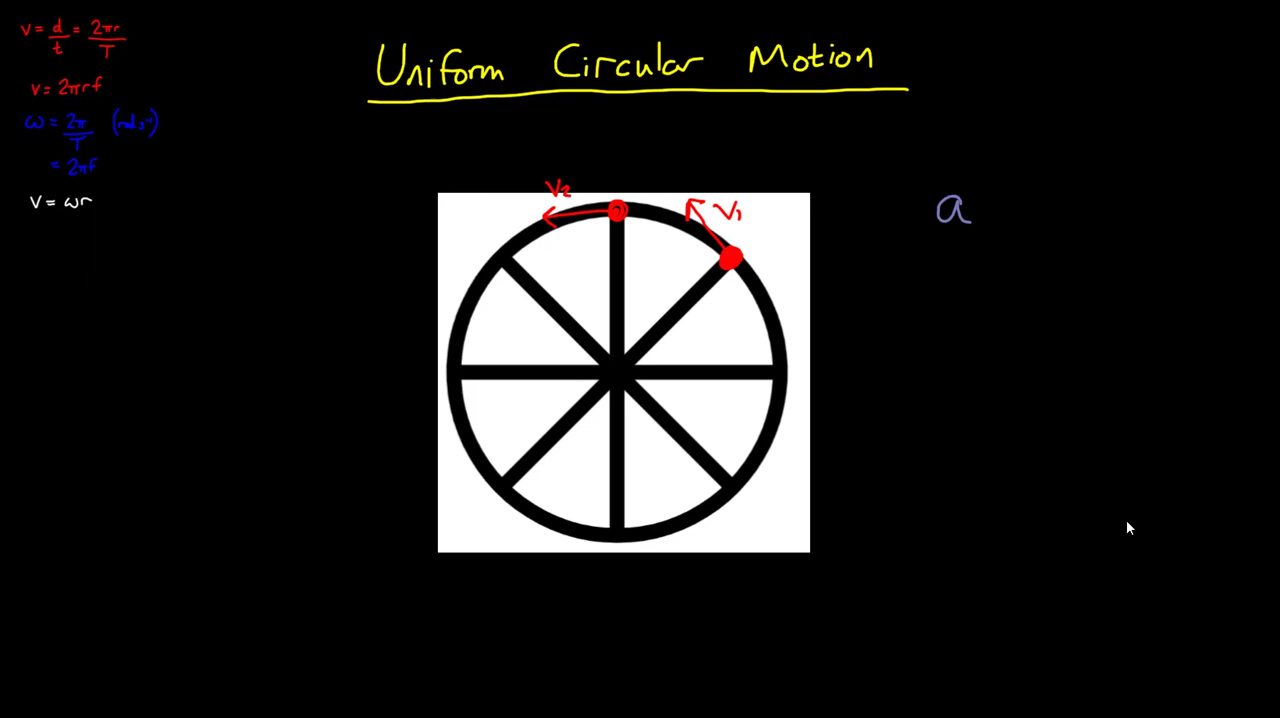 v = d/t = 2πr/T
v = 2πrf
ω = 2π/T (rad s⁻¹)
= 2πf
v = ωr
Uniform Circular Motion
v₂
v₁
a